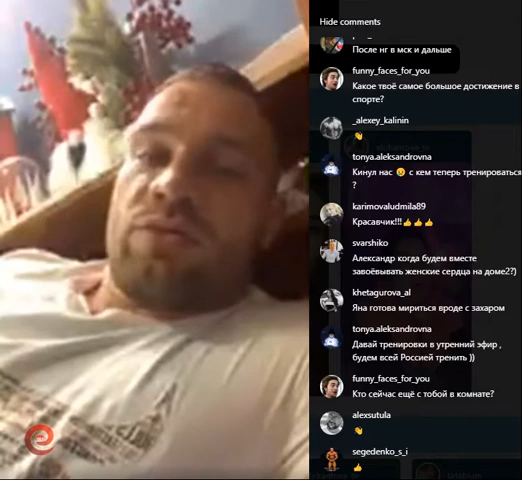 Hide comments
После нг в мск и дальше
funny_faces_for_you
Какое твоё самое большое достижение в
спорте?
_alexey_kalinin
👋
tonya.aleksandrovna
Кинул нас 😢 с кем теперь тренироваться
?
karimovaludmila89
Красавчик!!!👍👍👍
svarshiko
Александр когда будем вместе
завоёвывать женские сердца на доме2?)
khetagurova_al
Яна готова мириться вроде с захаром
tonya.aleksandrovna
Давай тренировки в утренний эфир ,
будем всей Россией тренить ))
funny_faces_for_you
Кто сейчас ещё с тобой в комнате?
alexsutula
👋
segedenko_s_i
👍